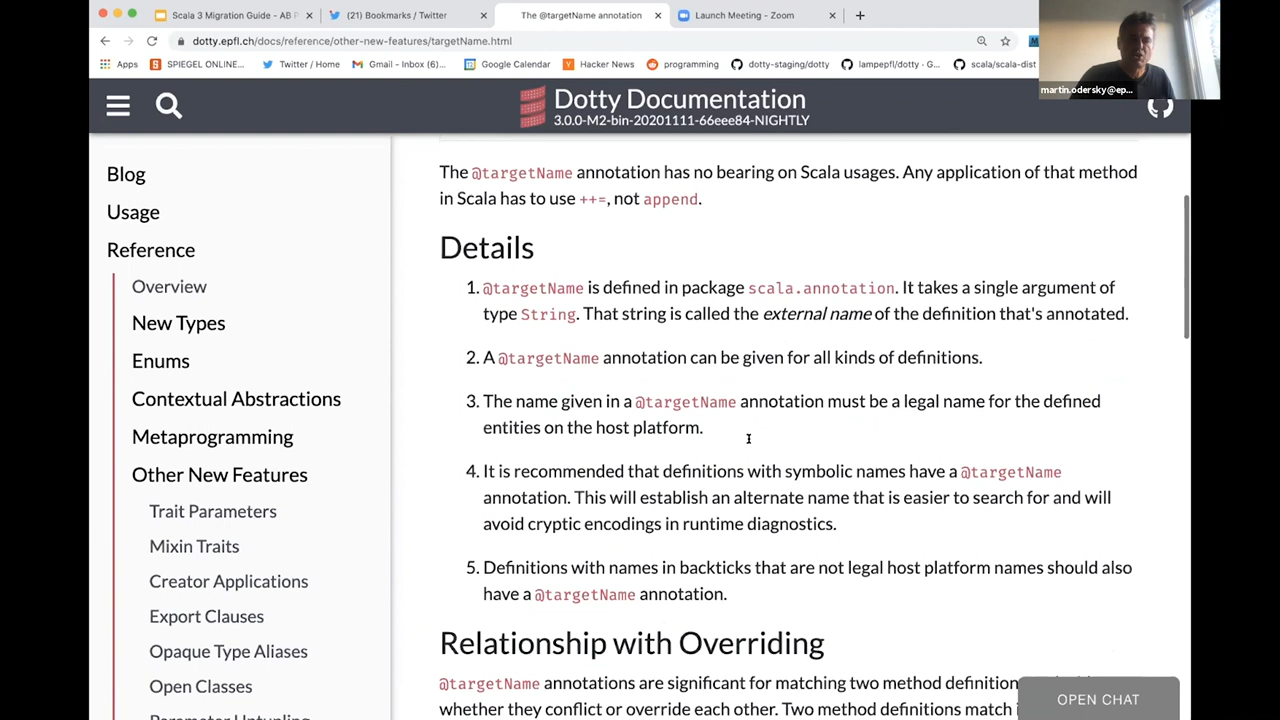 Scala 3 Migration Guide - AB P
(21) Bookmarks / Twitter
The @targetName annotation
Launch Meeting - Zoom
dotty.epfl.ch/docs/reference/other-new-features/targetName.html
Apps
SPIEGEL ONLINE...
Twitter / Home
Gmail - Inbox (6)...
Google Calendar
Hacker News
programming
dotty-staging/dotty
lampepfl/dotty · G...
scala/scala-dist
martin.odersky@ep...
Dotty Documentation
3.0.0-M2-bin-20201111-66eee84-NIGHTLY
Blog
Usage
Reference
Overview
New Types
Enums
Contextual Abstractions
Metaprogramming
Other New Features
Trait Parameters
Mixin Traits
Creator Applications
Export Clauses
Opaque Type Aliases
Open Classes
The @targetName annotation has no bearing on Scala usages. Any application of that method
in Scala has to use ++=, not append.
Details
1. @targetName is defined in package scala.annotation. It takes a single argument of
type String. That string is called the external name of the definition that's annotated.
2. A @targetName annotation can be given for all kinds of definitions.
3. The name given in a @targetName annotation must be a legal name for the defined
entities on the host platform.
4. It is recommended that definitions with symbolic names have a @targetName
annotation. This will establish an alternate name that is easier to search for and will
avoid cryptic encodings in runtime diagnostics.
5. Definitions with names in backticks that are not legal host platform names should also
have a @targetName annotation.
Relationship with Overriding
@targetName annotations are significant for matching two method definition
whether they conflict or override each other. Two method definitions match
OPEN CHAT